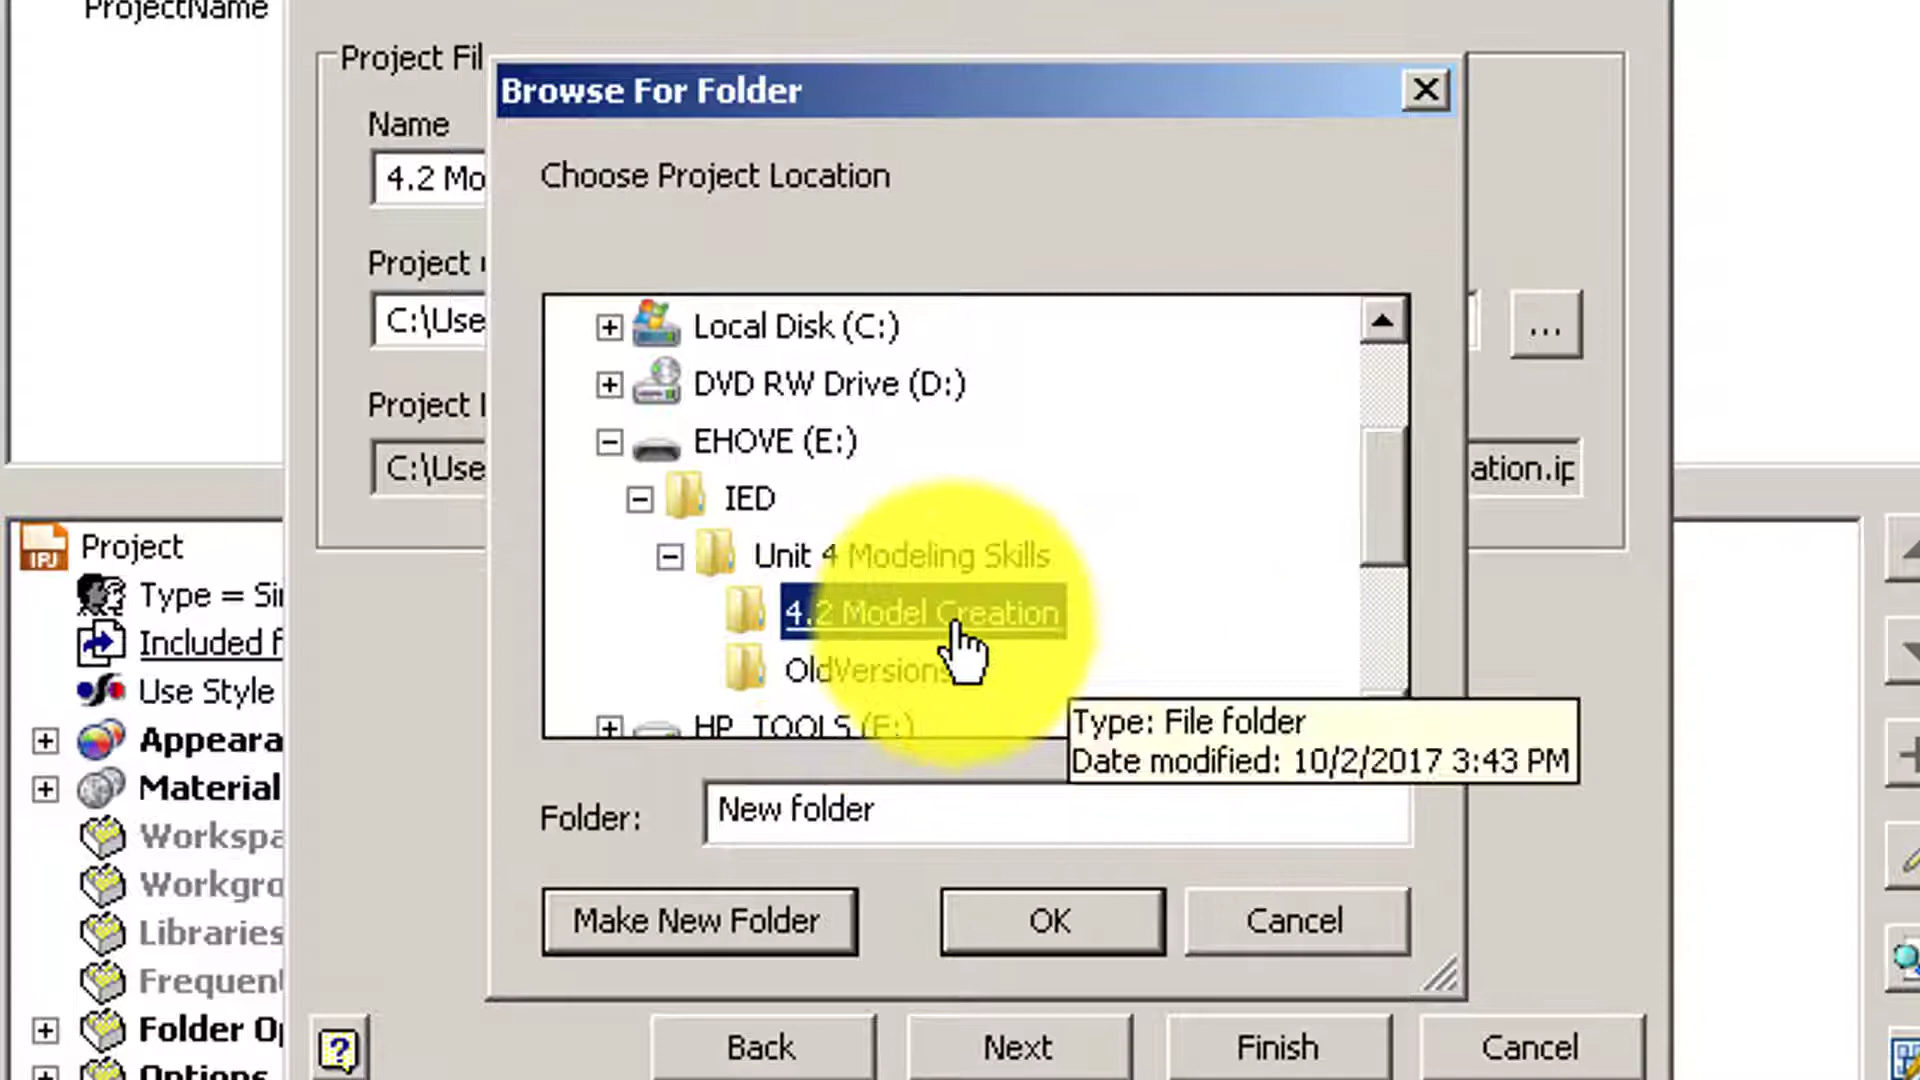 ProjectName
Project Fil
Browse For Folder
Name
4.2 Mo
Choose Project Location
Project
C:\Use
...
Local Disk (C:)
DVD RW Drive (D:)
EHOVE (E:)
Project
C:\Use
ation.ip
IED
Unit 4 Modeling Skills
4.2 Model Creation
OldVersions
HP_TOOLS (F:)
Type: File folder
Date modified: 10/2/2017 3:43 PM
Folder:
New folder
Make New Folder
OK
Cancel
IPJ
Project
Type = Si
Included f
Use Style
Appeara
Material
Workspa
Workgro
Libraries
Frequent
Folder Op
Options
?
Back
Next
Finish
Cancel